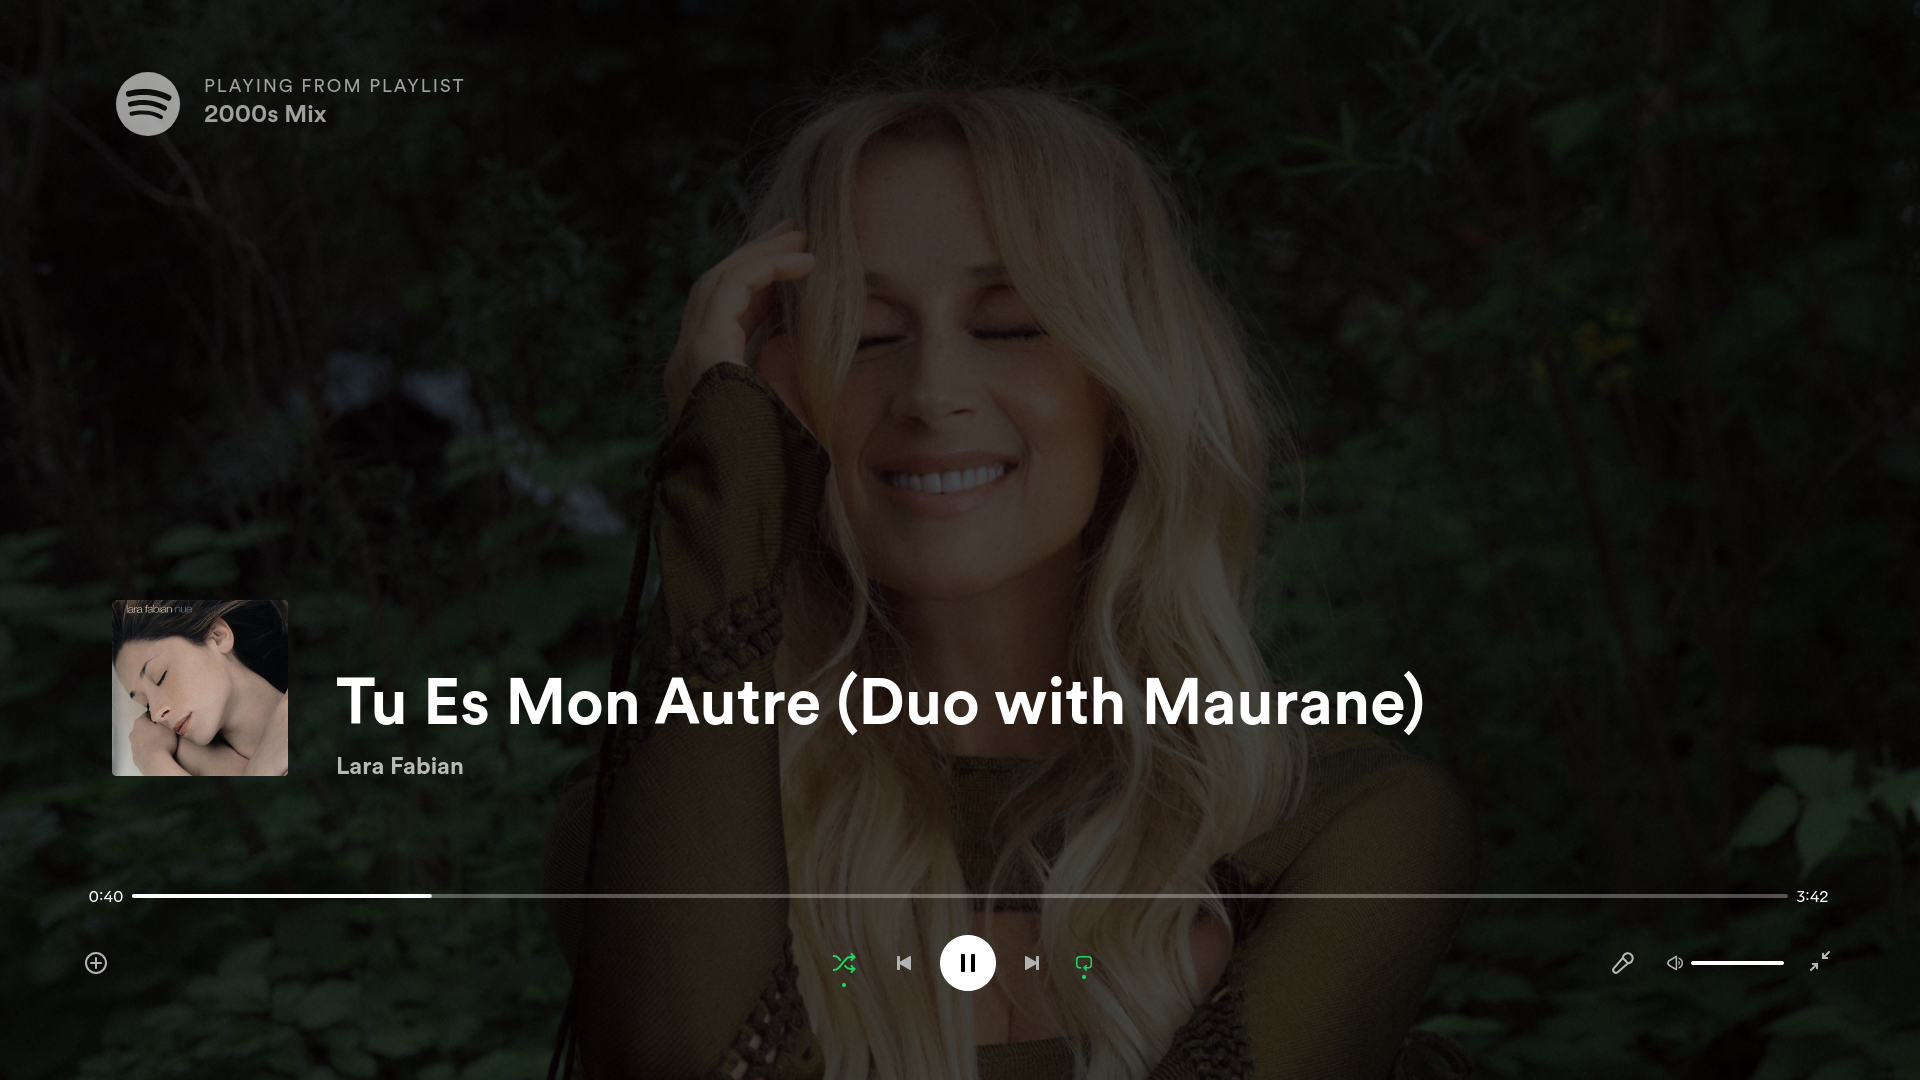 PLAYING FROM PLAYLIST
2000s Mix
lara fabian nue
Tu Es Mon Autre (Duo with Maurane)
Lara Fabian
0:40
3:42